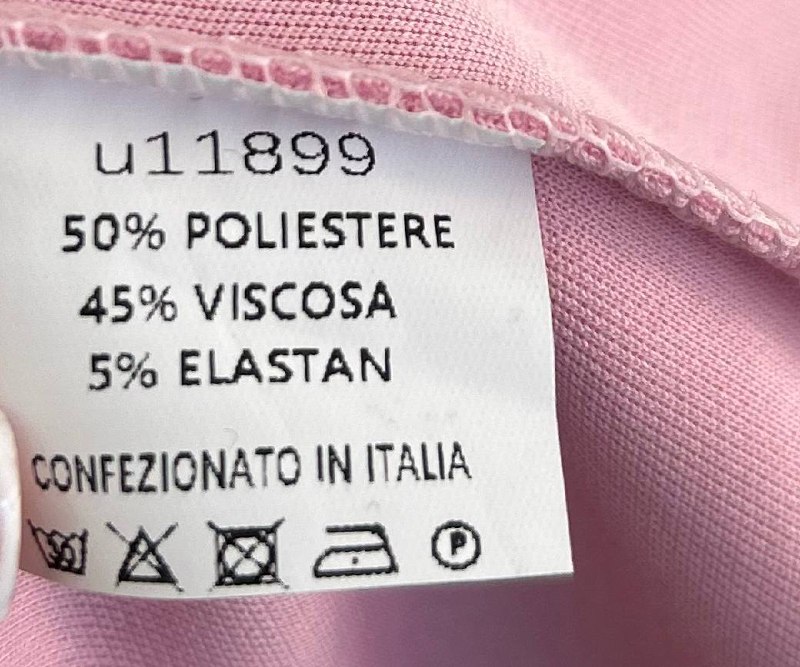 u11899
50% POLIESTERE
45% VISCOSA
5% ELASTAN
CONFEZIONATO IN ITALIA
P